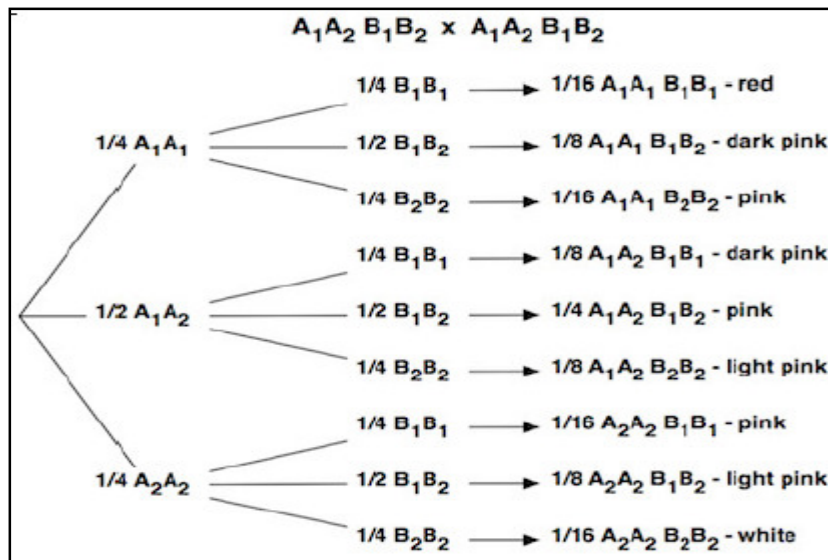 A₁A₂ B₁B₂ x A₁A₂ B₁B₂
1/4 B₁B₁ 1/16 A₁A₁ B₁B₁ - red
1/4 A₁A₁ 1/2 B₁B₂ 1/8 A₁A₁ B₁B₂ - dark pink
1/4 B₂B₂ 1/16 A₁A₁ B₂B₂ - pink
1/4 B₁B₁ 1/8 A₁A₂ B₁B₁ - dark pink
1/2 A₁A₂ 1/2 B₁B₂ 1/4 A₁A₂ B₁B₂ - pink
1/4 B₂B₂ 1/8 A₁A₂ B₂B₂ - light pink
1/4 B₁B₁ 1/16 A₂A₂ B₁B₁ - pink
1/4 A₂A₂ 1/2 B₁B₂ 1/8 A₂A₂ B₁B₂ - light pink
1/4 B₂B₂ 1/16 A₂A₂ B₂B₂ - white